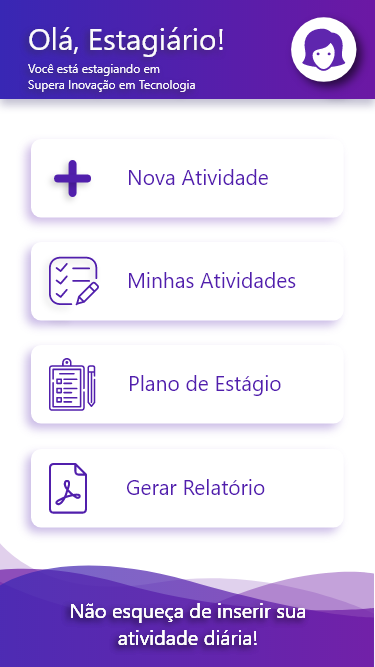 Olá, Estagiário!
Você está estagiando em
Supera Inovação em Tecnologia
Nova Atividade
Minhas Atividades
Plano de Estágio
Gerar Relatório
Não esqueça de inserir sua
atividade diária!